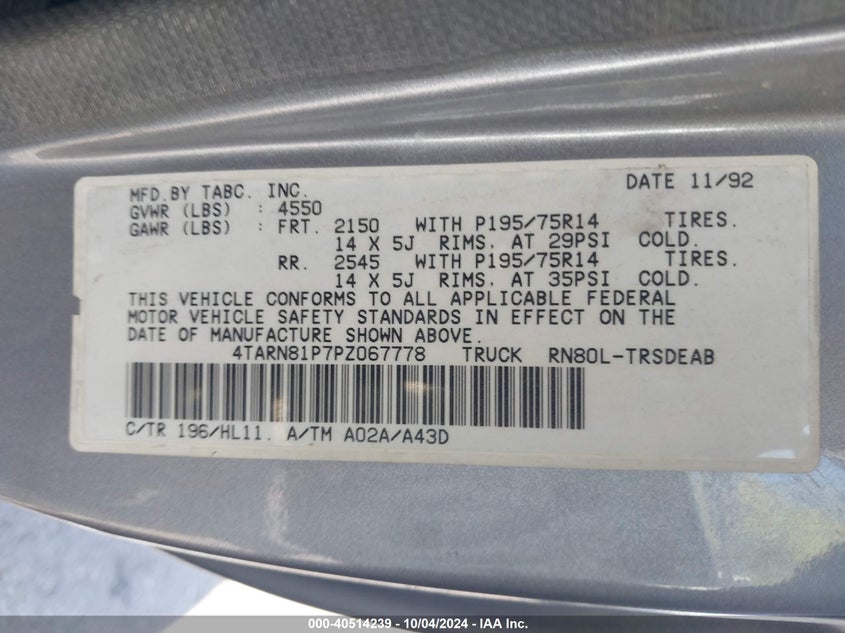 MFD.BY TABC. INC. DATE 11/92
GVWR (LBS) : 4550
GAWR (LBS) : FRT. 2150 WITH P195/75R14 TIRES.
14 X 5J RIMS. AT 29PSI COLD.
RR. 2545 WITH P195/75R14 TIRES.
14 X 5J RIMS. AT 35PSI COLD.
THIS VEHICLE CONFORMS TO ALL APPLICABLE FEDERAL
MOTOR VEHICLE SAFETY STANDARDS IN EFFECT ON THE
DATE OF MANUFACTURE SHOWN ABOVE.
4TARN81P7PZ067778 TRUCK RN80L-TRSDEAB
C/TR 196/HL11. A/TM A02A/A43D
000-40514239 - 10/04/2024 - IAA Inc.